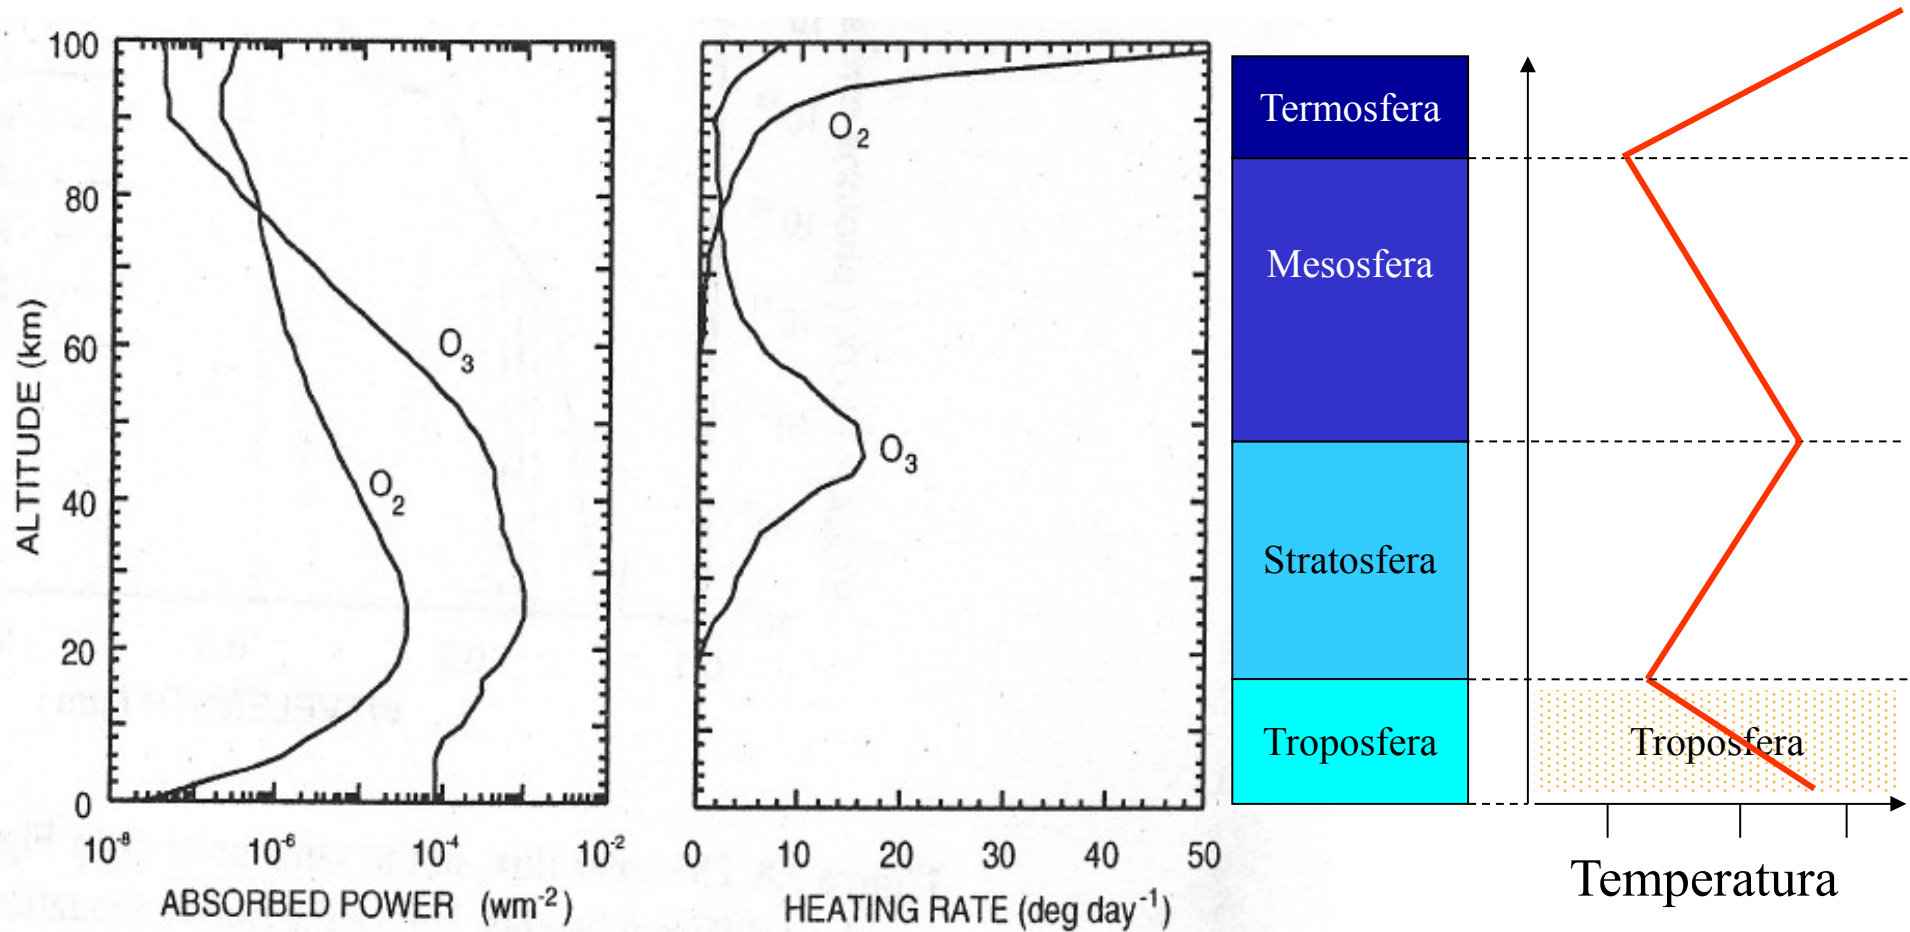 ALTITUDE (km)
100
80
60
40
20
0
O3
O2
10-8
10-6
10-4
10-2
ABSORBED POWER (wm-2)
O2
O3
0
10
20
30
40
50
HEATING RATE (deg day-1)
Termosfera
Mesosfera
Stratosfera
Troposfera
Troposfera
Temperatura